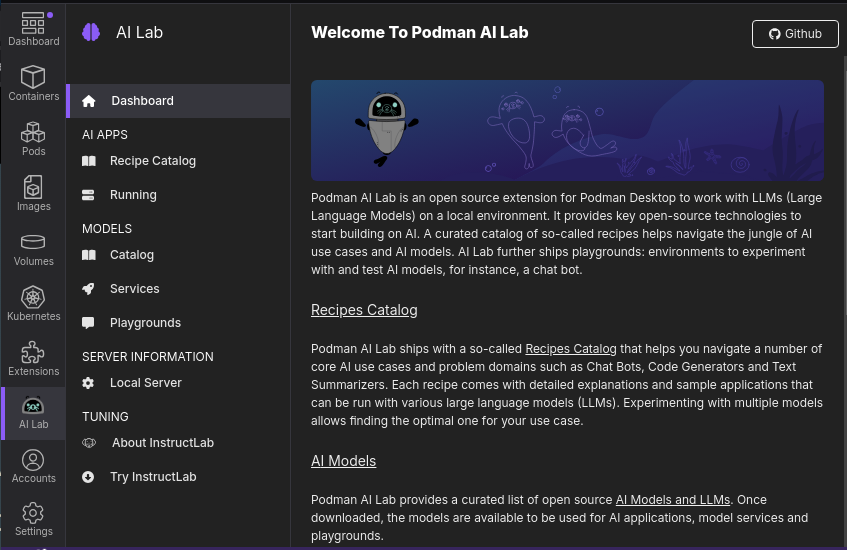 Dashboard
Containers
Pods
Images
Volumes
Kubernetes
Extensions
AI Lab
Accounts
Settings
AI Lab
Dashboard
AI APPS
Recipe Catalog
Running
MODELS
Catalog
Services
Playgrounds
SERVER INFORMATION
Local Server
TUNING
About InstructLab
Try InstructLab
Welcome To Podman AI Lab
Github
Podman AI Lab is an open source extension for Podman Desktop to work with LLMs (Large
Language Models) on a local environment. It provides key open-source technologies to
start building on AI. A curated catalog of so-called recipes helps navigate the jungle of AI
use cases and AI models. AI Lab further ships playgrounds: environments to experiment
with and test AI models, for instance, a chat bot.
Recipes Catalog
Podman AI Lab ships with a so-called Recipes Catalog that helps you navigate a number of
core AI use cases and problem domains such as Chat Bots, Code Generators and Text
Summarizers. Each recipe comes with detailed explanations and sample applications that
can be run with various large language models (LLMs). Experimenting with multiple models
allows finding the optimal one for your use case.
AI Models
Podman AI Lab provides a curated list of open source AI Models and LLMs. Once
downloaded, the models are available to be used for AI applications, model services and
playgrounds.